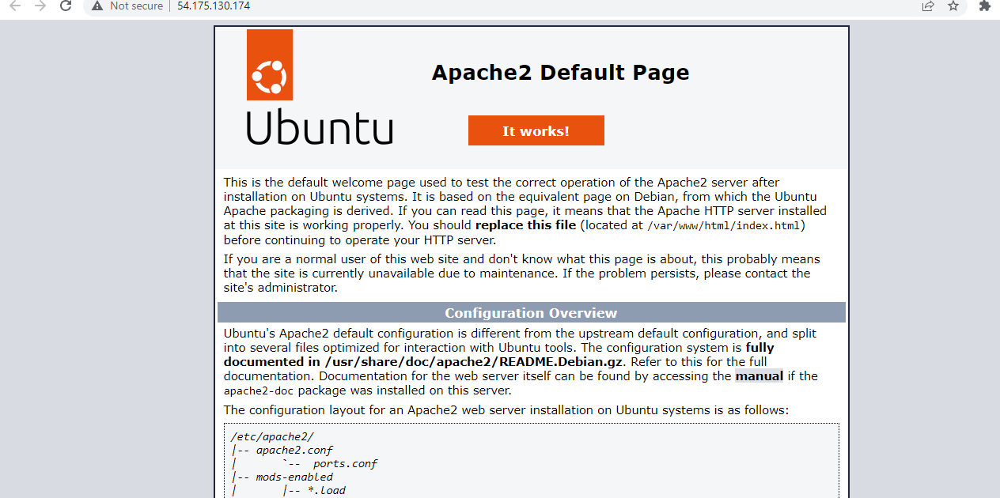 Not secure | 54.175.130.174
Apache2 Default Page
Ubuntu
It works!
This is the default welcome page used to test the correct operation of the Apache2 server after
installation on Ubuntu systems. It is based on the equivalent page on Debian, from which the Ubuntu
Apache packaging is derived. If you can read this page, it means that the Apache HTTP server installed
at this site is working properly. You should replace this file (located at /var/www/html/index.html)
before continuing to operate your HTTP server.
If you are a normal user of this web site and don't know what this page is about, this probably means
that the site is currently unavailable due to maintenance. If the problem persists, please contact the
site's administrator.
Configuration Overview
Ubuntu's Apache2 default configuration is different from the upstream default configuration, and split
into several files optimized for interaction with Ubuntu tools. The configuration system is fully
documented in /usr/share/doc/apache2/README.Debian.gz. Refer to this for the full
documentation. Documentation for the web server itself can be found by accessing the manual if the
apache2-doc package was installed on this server.
The configuration layout for an Apache2 web server installation on Ubuntu systems is as follows:
/etc/apache2/
|-- apache2.conf
|       `--  ports.conf
|-- mods-enabled
|       |-- *.load